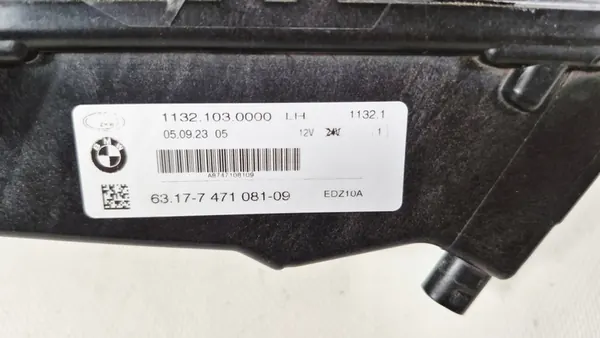 1132.103.0000 LH 1132.1
05.09.23 05 12V 24V 1
BMW
A8747108109
63.17-7 471 081-09 EDZ10A